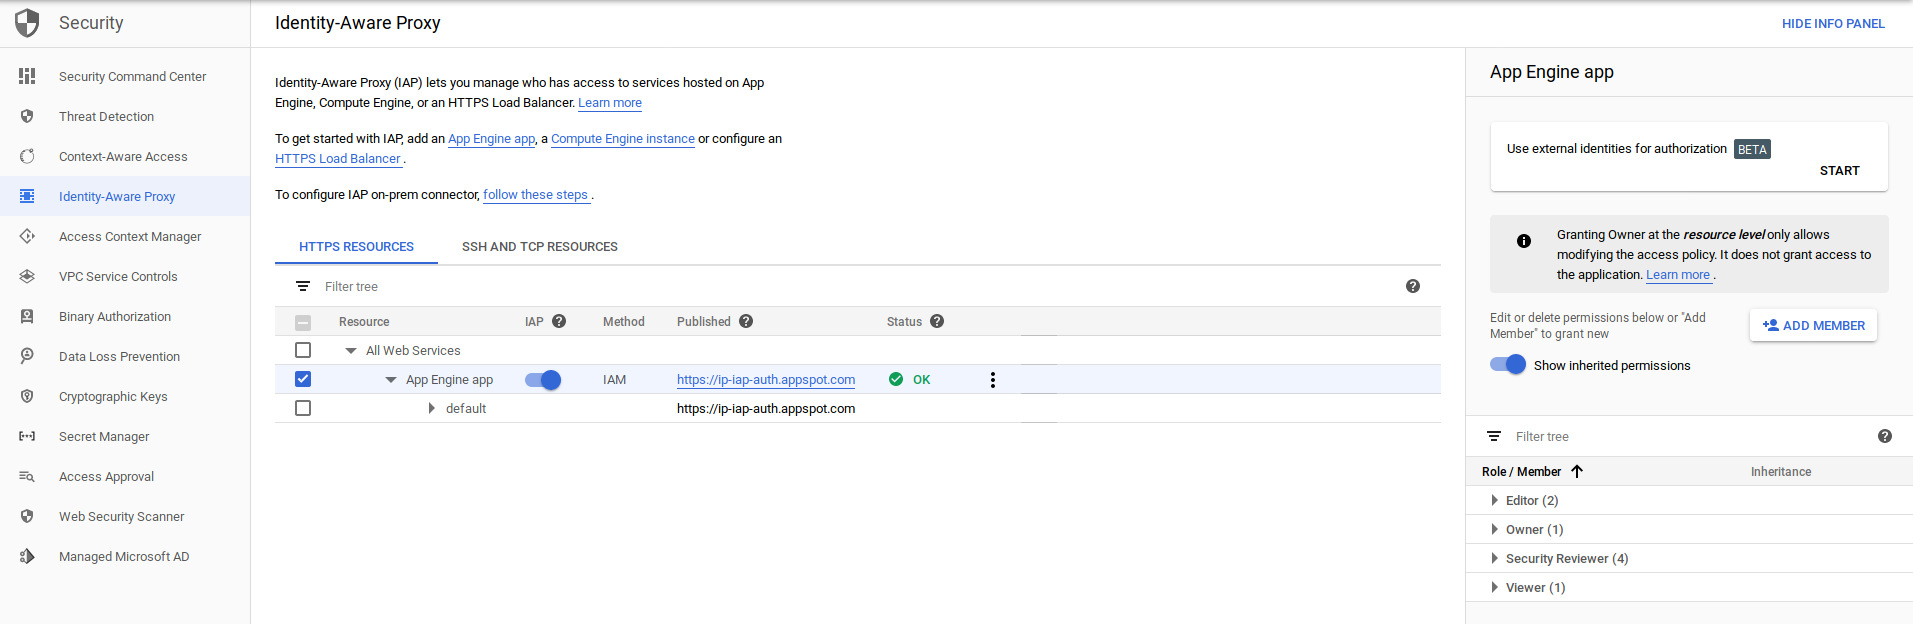 Security
Identity-Aware Proxy
HIDE INFO PANEL
Security Command Center
Threat Detection
Context-Aware Access
Identity-Aware Proxy
Access Context Manager
VPC Service Controls
Binary Authorization
Data Loss Prevention
Cryptographic Keys
Secret Manager
Access Approval
Web Security Scanner
Managed Microsoft AD
Identity-Aware Proxy (IAP) lets you manage who has access to services hosted on App
Engine, Compute Engine, or an HTTPS Load Balancer. Learn more
To get started with IAP, add an App Engine app, a Compute Engine instance or configure an
HTTPS Load Balancer .
To configure IAP on-prem connector, follow these steps .
HTTPS RESOURCES SSH AND TCP RESOURCES
Filter tree
Resource IAP Method Published Status
All Web Services
App Engine app IAM https://ip-iap-auth.appspot.com OK
default https://ip-iap-auth.appspot.com
App Engine app
Use external identities for authorization BETA
START
Granting Owner at the resource level only allows
modifying the access policy. It does not grant access to
the application. Learn more .
Edit or delete permissions below or "Add
Member" to grant new
ADD MEMBER
Show inherited permissions
Filter tree
Role / Member Inheritance
Editor (2)
Owner (1)
Security Reviewer (4)
Viewer (1)